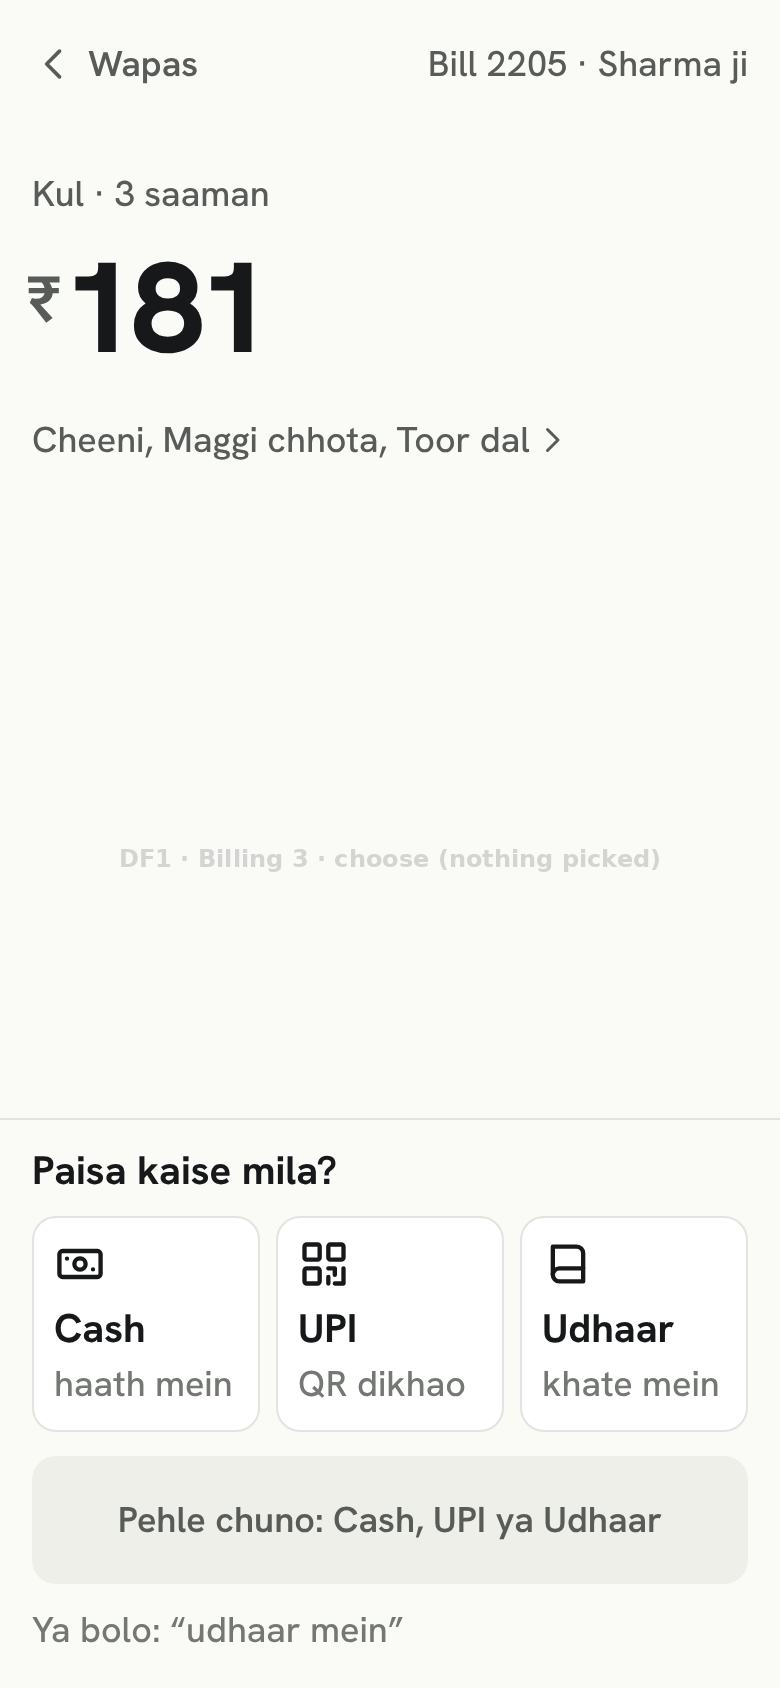 Wapas
Bill 2205 · Sharma ji
Kul · 3 saaman
₹181
Cheeni, Maggi chhota, Toor dal
DF1 · Billing 3 · choose (nothing picked)
Paisa kaise mila?
Cash
haath mein
UPI
QR dikhao
Udhaar
khate mein
Pehle chuno: Cash, UPI ya Udhaar
Ya bolo: “udhaar mein”